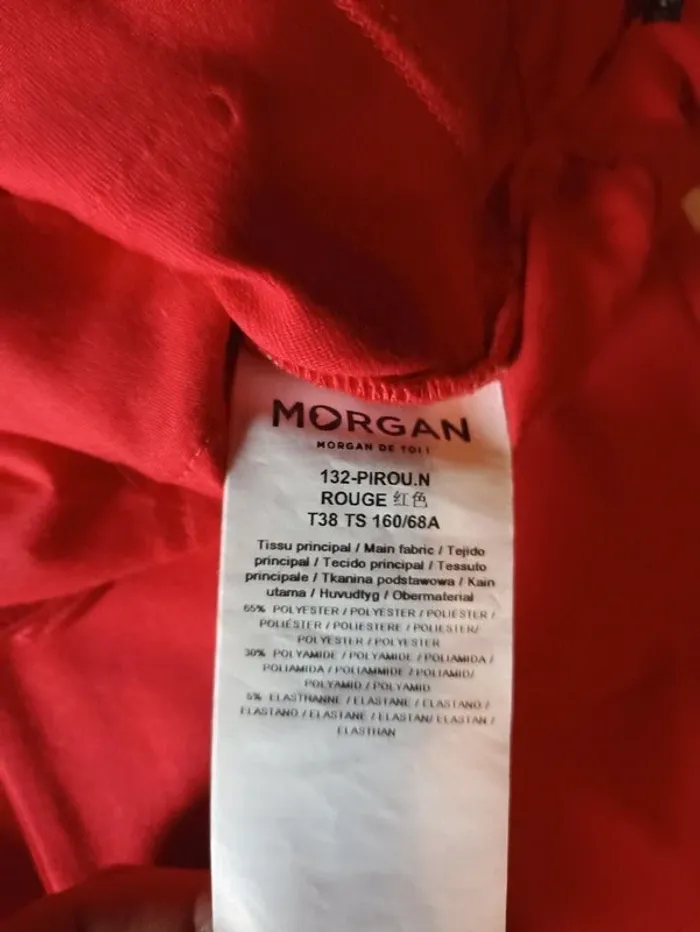 MORGAN
MORGAN DE TOI !
132-PIROU.N
ROUGE 红色
T38 TS 160/68A
Tissu principal / Main fabric / Tejido
principal / Tecido principal / Tessuto
principale / Tkanina podstawowa / Kain
utama / Huvudtyg / Obermaterial
65% POLYESTER / POLYESTER / POLIESTER /
POLIÉSTER / POLIESTERE / POLIESTER/
POLYESTER / POLYESTER
30% POLYAMIDE / POLYAMIDE / POLIAMIDA /
POLIAMIDA / POLIAMMIDE / POLIAMID/
POLYAMID / POLYAMID
5% ELASTHANNE / ELASTANE / ELASTANO /
ELASTANO / ELASTANE / ELASTAN/ ELASTAN /
ELASTHAN